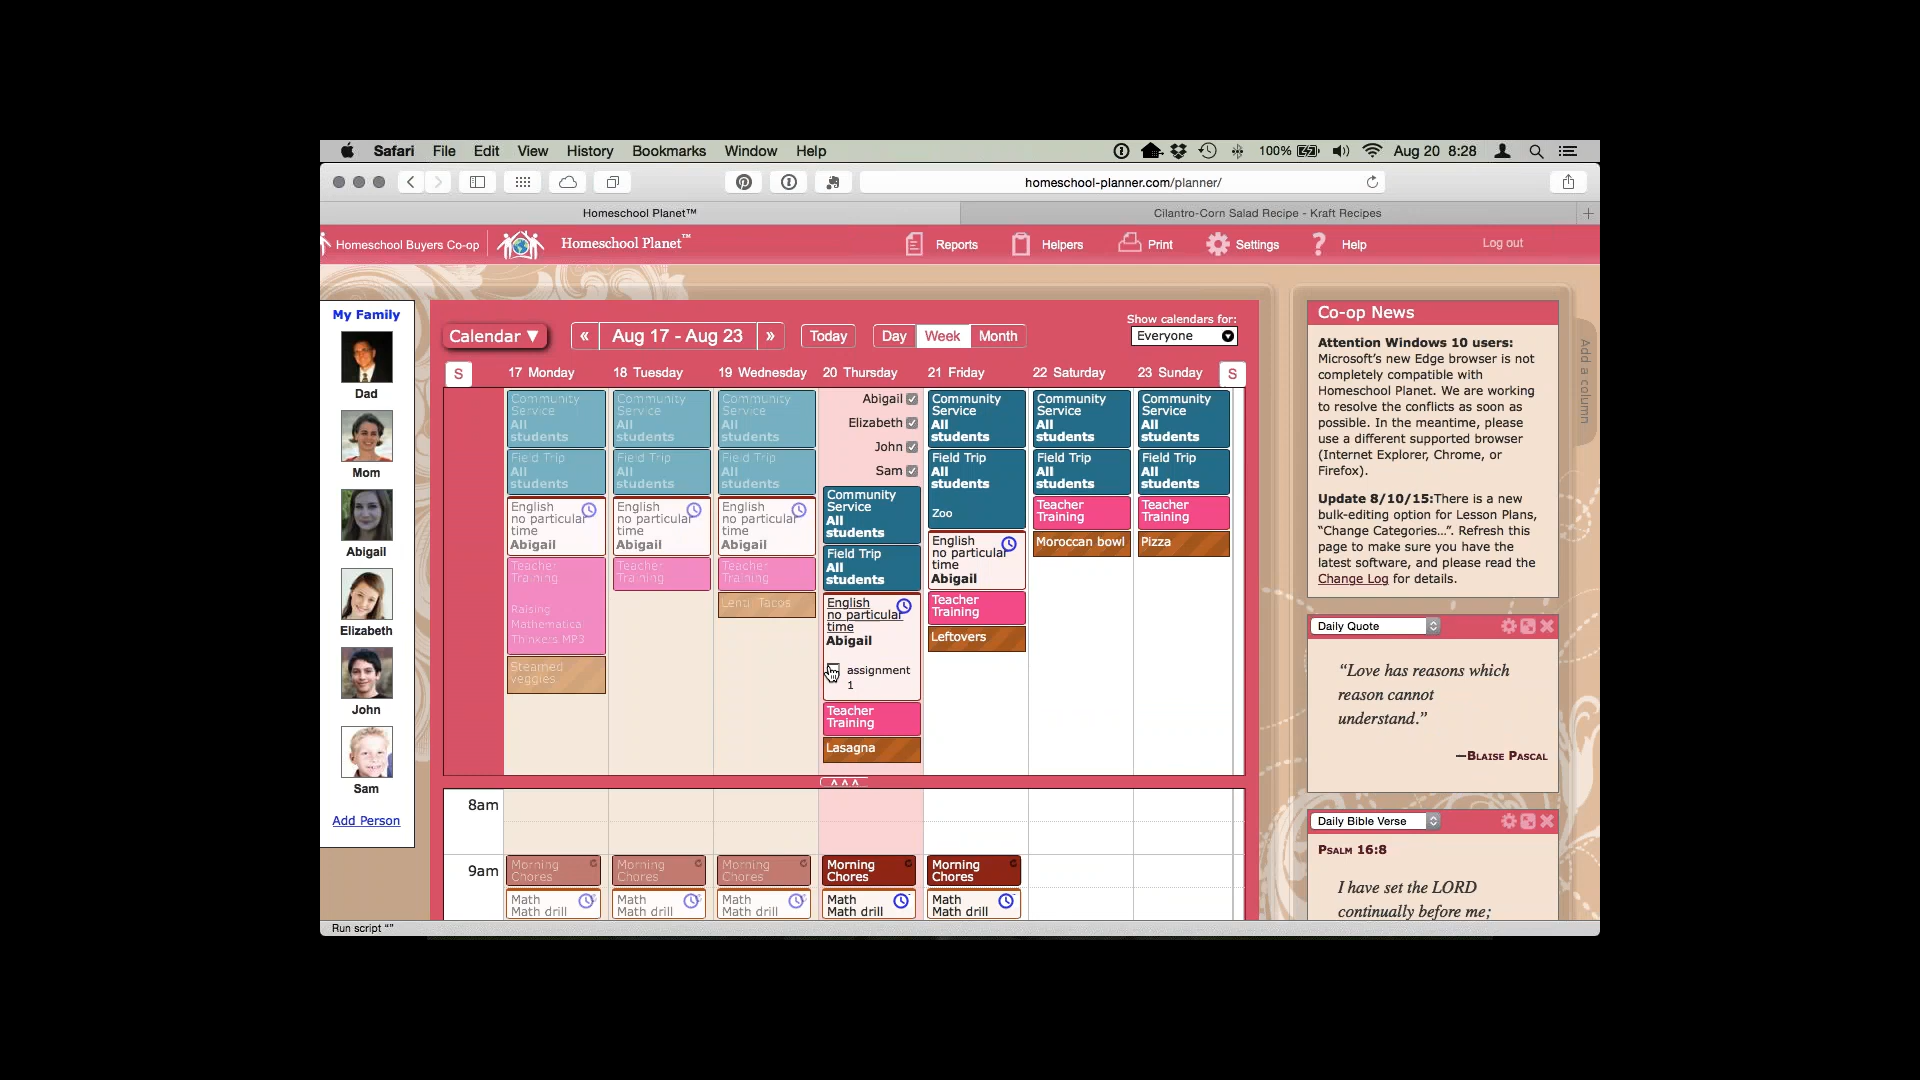 Safari File Edit View History Bookmarks Window Help 100% Aug 20 8:28
homeschool-planner.com/planner/
Homeschool Planet™ Cilantro-Corn Salad Recipe - Kraft Recipes
Homeschool Buyers Co-op Homeschool Planet™ Reports Helpers Print Settings Help Log out
My Family
Dad
Mom
Abigail
Elizabeth
John
Sam
Add Person
Calendar ▼ « Aug 17 - Aug 23 » Today Day Week Month
Show calendars for:
Everyone
S 17 Monday 18 Tuesday 19 Wednesday 20 Thursday 21 Friday 22 Saturday 23 Sunday S
Community
Service
All
students
Field Trip
All
students
English
no particular
time
Abigail
Teacher
Training
Raising
Mathematical
Thinkers MP3
Steamed
veggies
Community
Service
All
students
Field Trip
All
students
English
no particular
time
Abigail
Teacher
Training
Community
Service
All
students
Field Trip
All
students
English
no particular
time
Abigail
Teacher
Training
Lentil Tacos
Abigail
Elizabeth
John
Sam
Community
Service
All
students
Field Trip
All
students
English
no particular
time
Abigail
assignment
1
Teacher
Training
Lasagna
Community
Service
All
students
Field Trip
All
students
Zoo
English
no particular
time
Abigail
Teacher
Training
Leftovers
Community
Service
All
students
Field Trip
All
students
Teacher
Training
Moroccan bowl
Community
Service
All
students
Field Trip
All
students
Teacher
Training
Pizza
8am
9am
Morning
Chores
Math
Math drill
Morning
Chores
Math
Math drill
Morning
Chores
Math
Math drill
Morning
Chores
Math
Math drill
Morning
Chores
Math
Math drill
Co-op News
Attention Windows 10 users:
Microsoft's new Edge browser is not
completely compatible with
Homeschool Planet. We are working
to resolve the conflicts as soon as
possible. In the meantime, please
use a different supported browser
(Internet Explorer, Chrome, or
Firefox).
Update 8/10/15:There is a new
bulk-editing option for Lesson Plans,
“Change Categories...”. Refresh this
page to make sure you have the
latest software, and please read the
Change Log for details.
Add a column
Daily Quote
“Love has reasons which
reason cannot
understand.”
—Blaise Pascal
Daily Bible Verse
Psalm 16:8
I have set the LORD
continually before me;
Run script “”